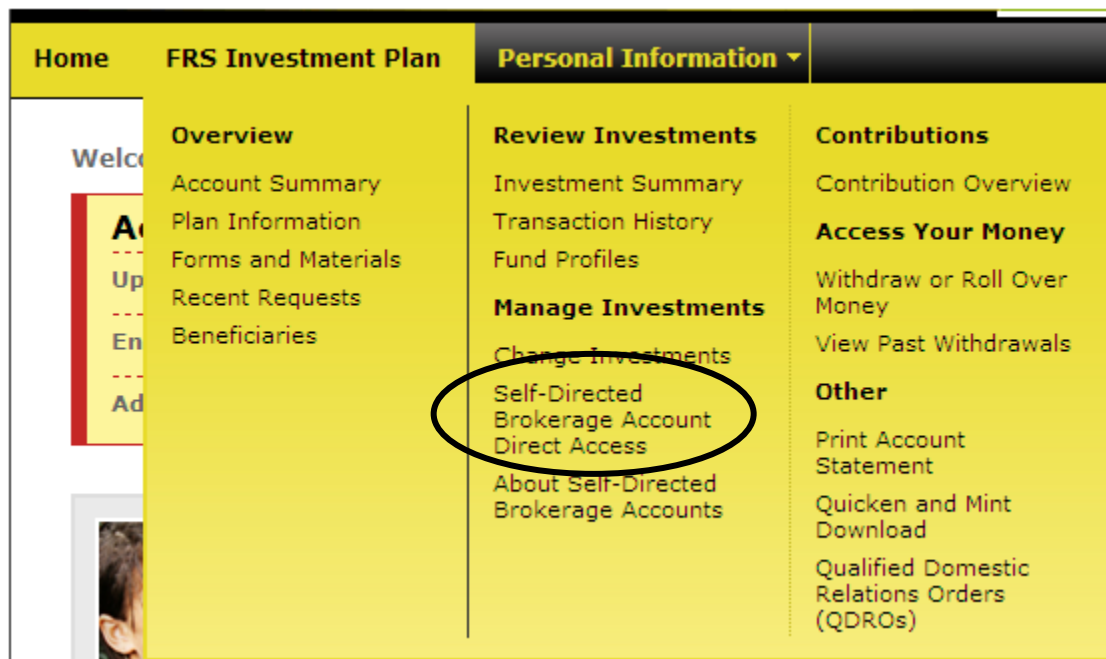 Home FRS Investment Plan Personal Information
Overview
Account Summary
Plan Information
Forms and Materials
Recent Requests
Beneficiaries
Review Investments
Investment Summary
Transaction History
Fund Profiles
Manage Investments
Change Investments
Self-Directed
Brokerage Account
Direct Access
About Self-Directed
Brokerage Accounts
Contributions
Contribution Overview
Access Your Money
Withdraw or Roll Over
Money
View Past Withdrawals
Other
Print Account
Statement
Quicken and Mint
Download
Qualified Domestic
Relations Orders
(QDROs)